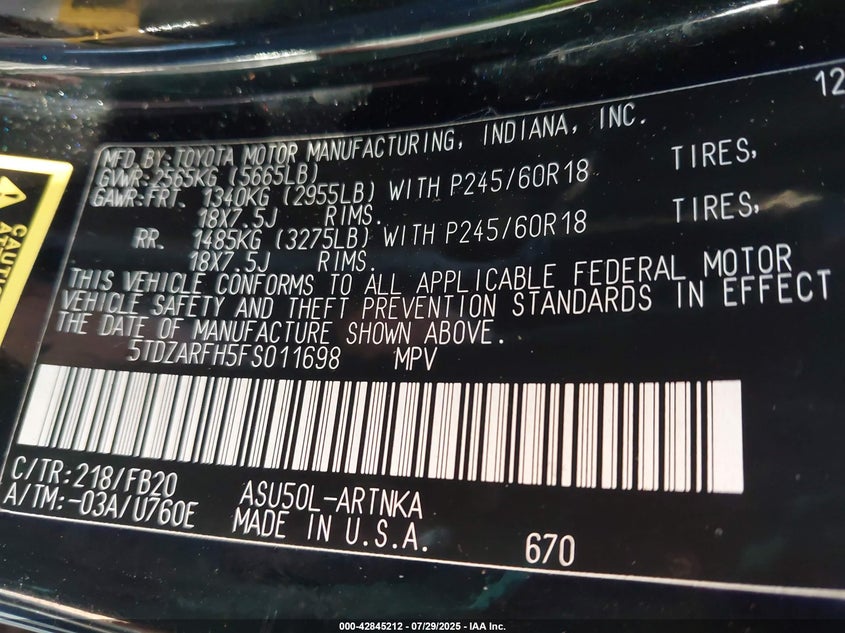 12
MFD. BY: TOYOTA MOTOR MANUFACTURING, INDIANA, INC.
GVWR: 2565KG (5665LB)
GAWR: FRT. 1340KG (2955LB) WITH P245/60R18 TIRES,
18X7.5J RIMS.
RR. 1485KG (3275LB) WITH P245/60R18 TIRES,
18X7.5J RIMS.
THIS VEHICLE CONFORMS TO ALL APPLICABLE FEDERAL MOTOR
VEHICLE SAFETY AND THEFT PREVENTION STANDARDS IN EFFECT
THE DATE OF MANUFACTURE SHOWN ABOVE.
5TDZARFH5FS011698 MPV
C/TR: 218/FB20 ASU50L-ARTNKA
A/TM: -03A/U760E MADE IN U.S.A. 670
000-42845212 - 07/29/2025 - IAA Inc.